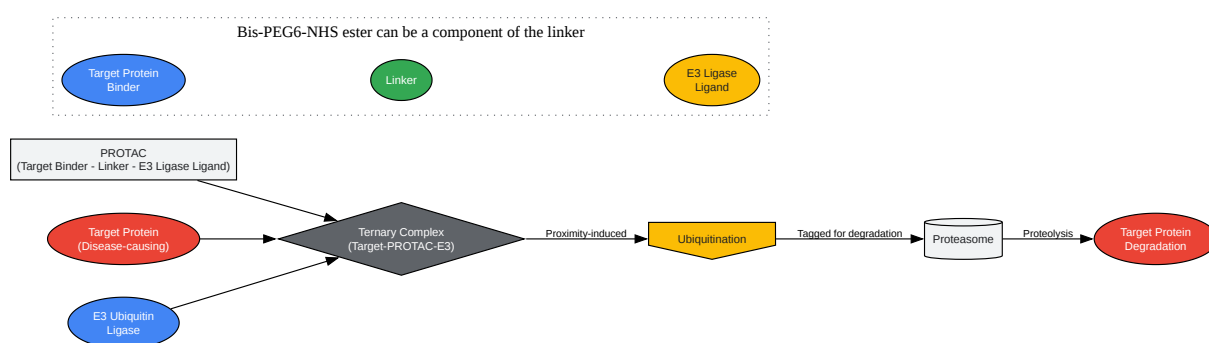 Bis-PEG6-NHS ester can be a component of the linker
Target Protein
Binder
Linker
E3 Ligase
Ligand
PROTAC
(Target Binder - Linker - E3 Ligase Ligand)
Target Protein
(Disease-causing)
Ternary Complex
(Target-PROTAC-E3)
Proximity-induced
Ubiquitination
Tagged for degradation
Proteasome
Proteolysis
Target Protein
Degradation
E3 Ubiquitin
Ligase